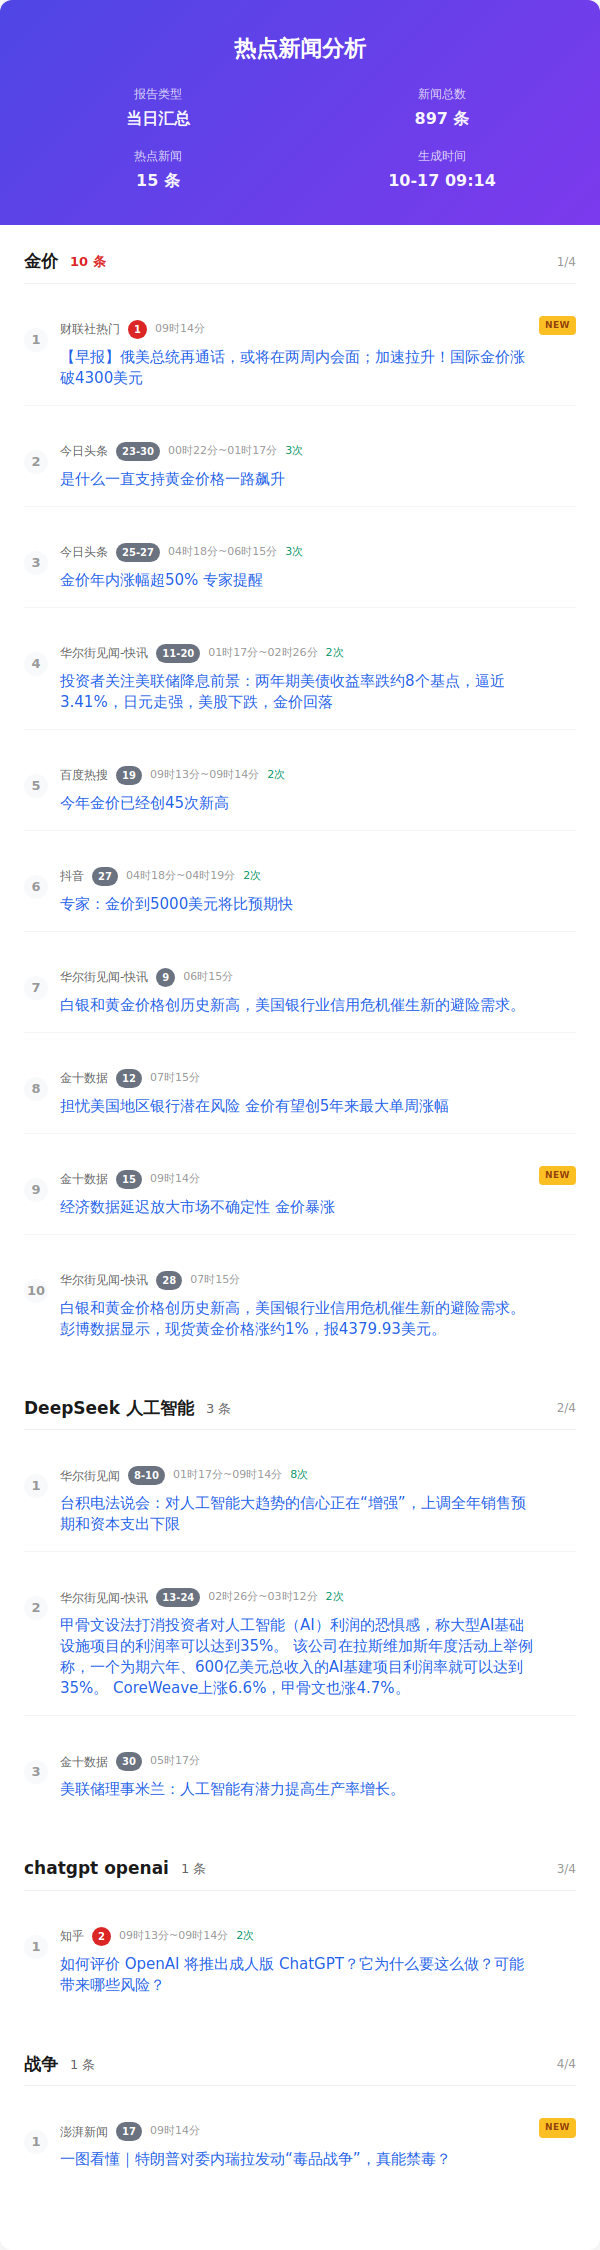 热点新闻分析
报告类型
新闻总数
当日汇总
897 条
热点新闻
生成时间
15 条
10-17 09:14
金价 10 条 1/4
1 财联社热门 1 09时14分 NEW
【早报】俄美总统再通话，或将在两周内会面；加速拉升！国际金价涨
破4300美元
2 今日头条 23-30 00时22分~01时17分 3次
是什么一直支持黄金价格一路飙升
3 今日头条 25-27 04时18分~06时15分 3次
金价年内涨幅超50% 专家提醒
4 华尔街见闻-快讯 11-20 01时17分~02时26分 2次
投资者关注美联储降息前景：两年期美债收益率跌约8个基点，逼近
3.41%，日元走强，美股下跌，金价回落
5 百度热搜 19 09时13分~09时14分 2次
今年金价已经创45次新高
6 抖音 27 04时18分~04时19分 2次
专家：金价到5000美元将比预期快
7 华尔街见闻-快讯 9 06时15分
白银和黄金价格创历史新高，美国银行业信用危机催生新的避险需求。
8 金十数据 12 07时15分
担忧美国地区银行潜在风险 金价有望创5年来最大单周涨幅
9 金十数据 15 09时14分 NEW
经济数据延迟放大市场不确定性 金价暴涨
10 华尔街见闻-快讯 28 07时15分
白银和黄金价格创历史新高，美国银行业信用危机催生新的避险需求。
彭博数据显示，现货黄金价格涨约1%，报4379.93美元。
DeepSeek 人工智能 3 条 2/4
1 华尔街见闻 8-10 01时17分~09时14分 8次
台积电法说会：对人工智能大趋势的信心正在“增强”，上调全年销售预
期和资本支出下限
2 华尔街见闻-快讯 13-24 02时26分~03时12分 2次
甲骨文设法打消投资者对人工智能（AI）利润的恐惧感，称大型AI基础
设施项目的利润率可以达到35%。 该公司在拉斯维加斯年度活动上举例
称，一个为期六年、600亿美元总收入的AI基建项目利润率就可以达到
35%。 CoreWeave上涨6.6%，甲骨文也涨4.7%。
3 金十数据 30 05时17分
美联储理事米兰：人工智能有潜力提高生产率增长。
chatgpt openai 1 条 3/4
1 知乎 2 09时13分~09时14分 2次
如何评价 OpenAI 将推出成人版 ChatGPT？它为什么要这么做？可能
带来哪些风险？
战争 1 条 4/4
1 澎湃新闻 17 09时14分 NEW
一图看懂｜特朗普对委内瑞拉发动“毒品战争”，真能禁毒？